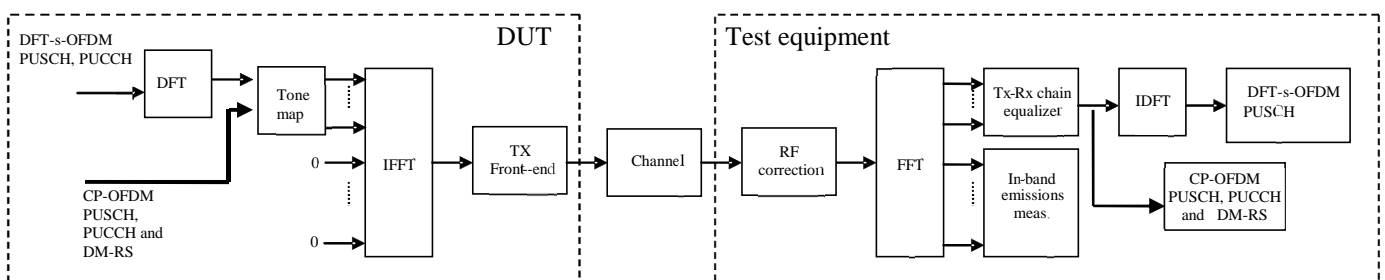 DUT
Test equipment
DFT-s-OFDM
PUSCH, PUCCH
DFT
Tone
map
IFFT
0
0
CP-OFDM
PUSCH,
PUCCH and
DM-RS
TX
Front-end
Channel
RF
correction
FFT
Tx-Rx chain
equalizer
In-band
emissions
meas.
IDFT
DFT-s-OFDM
PUSCH
CP-OFDM
PUSCH, PUCCH
and DM-RS